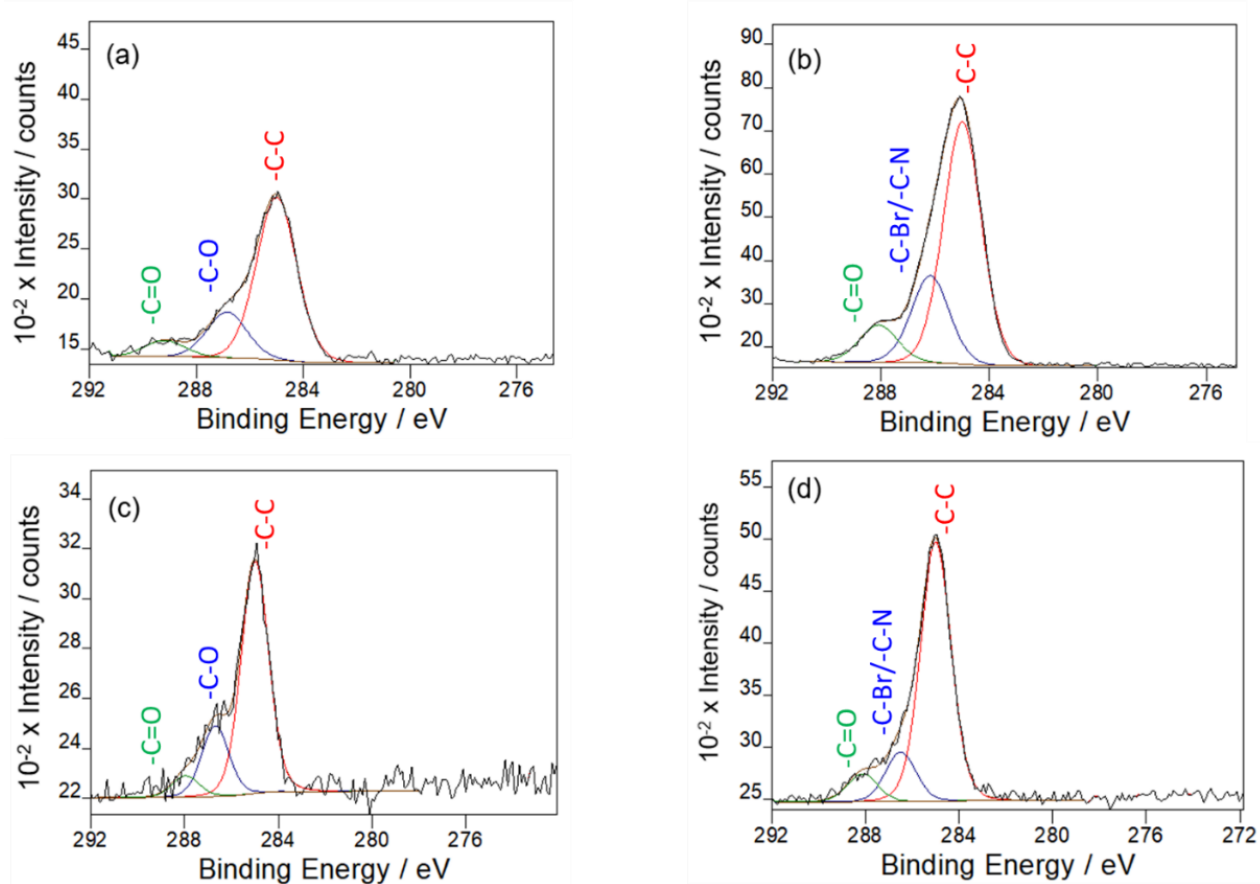 (a)
-C=O
-C-O
-C-C
45
40
35
30
25
20
15
10⁻² x Intensity / counts
292 288 284 280 276
Binding Energy / eV
(b)
-C=O
-C-Br/-C-N
-C-C
90
80
70
60
50
40
30
20
10⁻² x Intensity / counts
292 288 284 280 276
Binding Energy / eV
(c)
-C=O
-C-O
-C-C
34
32
30
28
26
24
22
10⁻² x Intensity / counts
292 288 284 280 276
Binding Energy / eV
(d)
-C=O
-C-Br/-C-N
-C-C
55
50
45
40
35
30
25
10⁻² x Intensity / counts
292 288 284 280 276 272
Binding Energy / eV